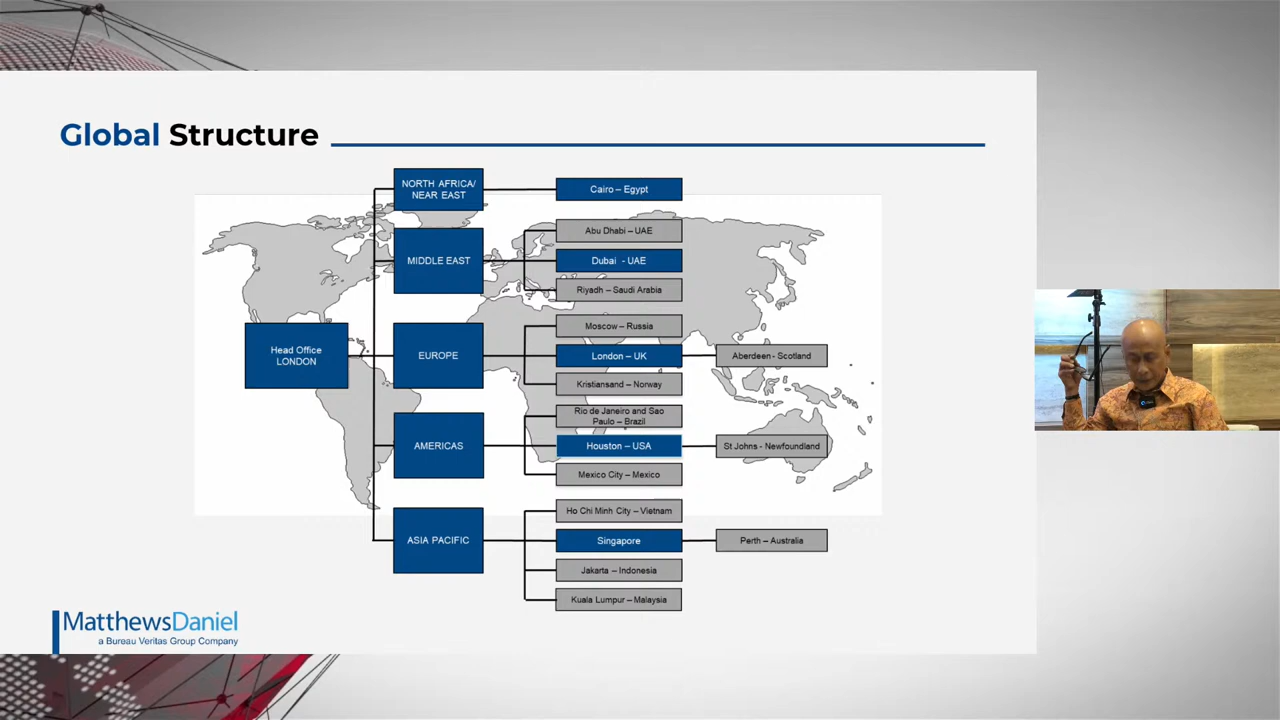 Global Structure
NORTH AFRICA/
NEAR EAST
Cairo – Egypt
MIDDLE EAST
Abu Dhabi – UAE
Dubai - UAE
Riyadh – Saudi Arabia
Head Office
LONDON
EUROPE
Moscow – Russia
London – UK
Aberdeen - Scotland
Kristiansand – Norway
AMERICAS
Rio de Janeiro and Sao
Paulo – Brazil
Houston – USA
St Johns - Newfoundland
Mexico City – Mexico
ASIA PACIFIC
Ho Chi Minh City – Vietnam
Singapore
Perth – Australia
Jakarta – Indonesia
Kuala Lumpur – Malaysia
MatthewsDaniel
a Bureau Veritas Group Company